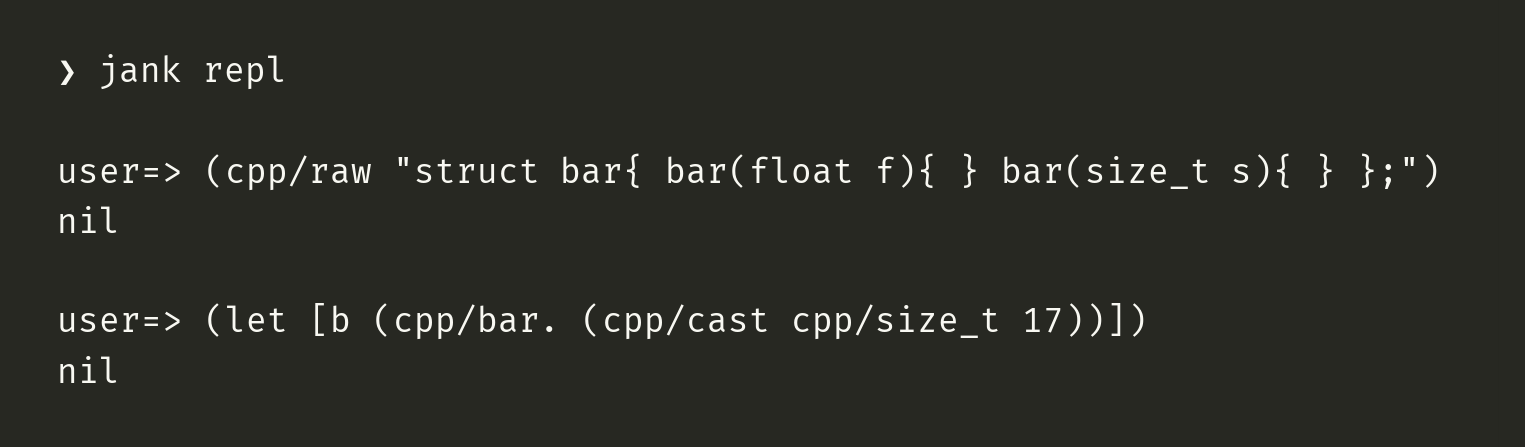 ❯ jank repl
user=> (cpp/raw "struct bar{ bar(float f){ } bar(size_t s){ } };")
nil
user=> (let [b (cpp/bar. (cpp/cast cpp/size_t 17))])
nil